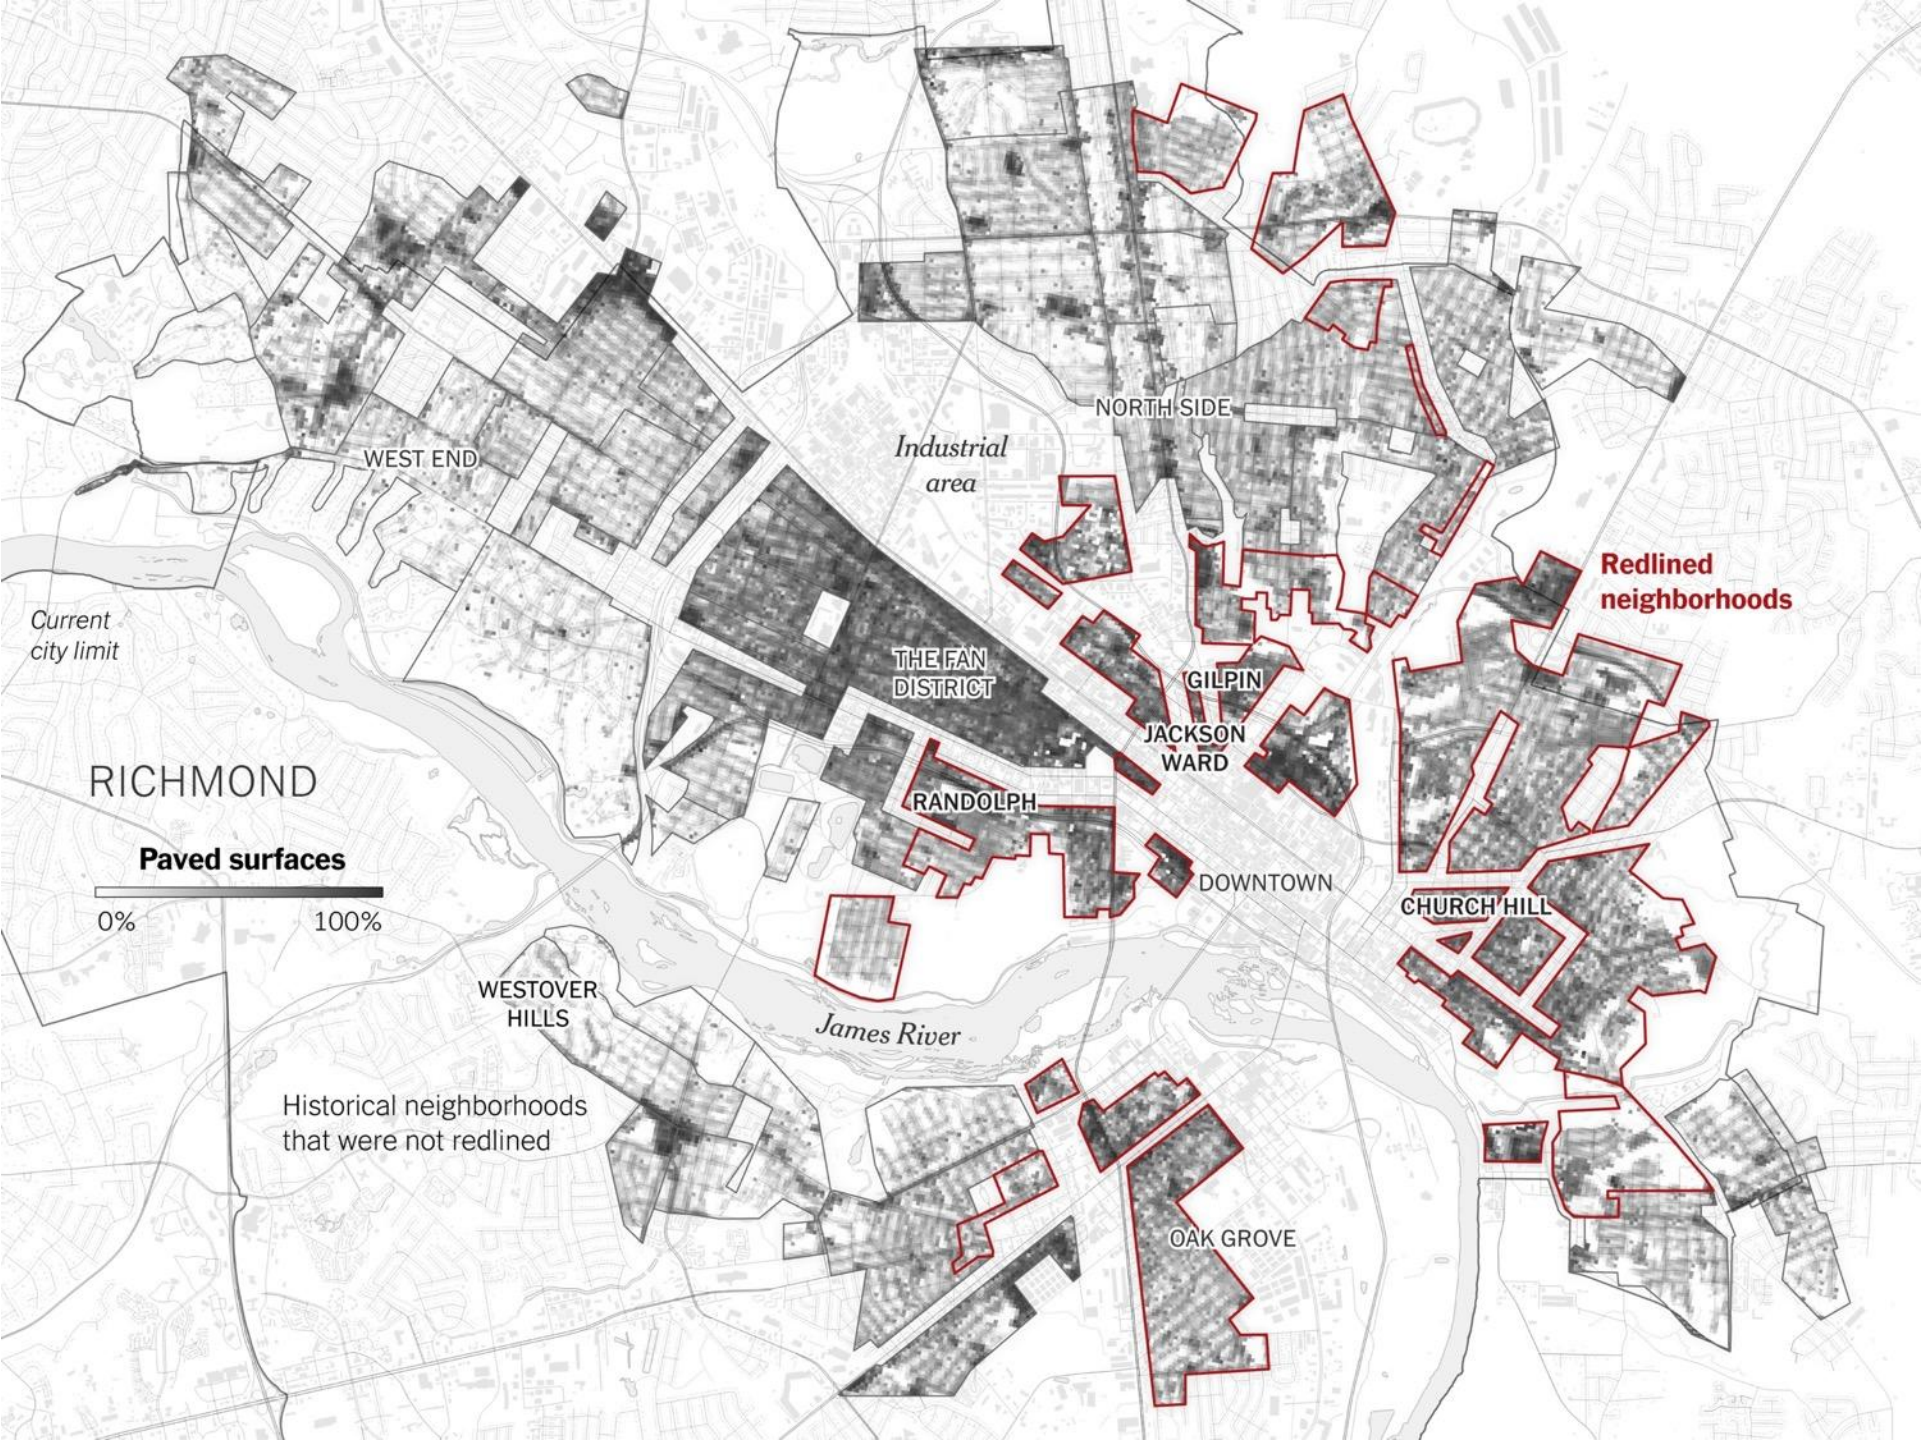 NORTH SIDE
Industrial
area
WEST END
Redlined
neighborhoods
Current
city limit
THE FAN
DISTRICT
GILPIN
JACKSON
WARD
RICHMOND
RANDOLPH
Paved surfaces
0%
100%
DOWNTOWN
CHURCH HILL
WESTOVER
HILLS
James River
Historical neighborhoods
that were not redlined
OAK GROVE